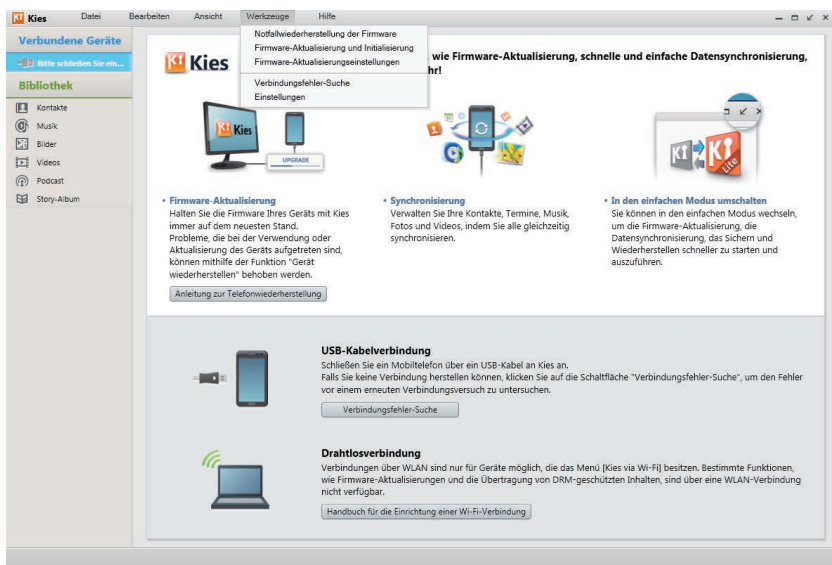 Kies
Datei
Bearbeiten
Ansicht
Werkzeuge
Hilfe
Notfallwiederherstellung der Firmware
Firmware-Aktualisierung und Initialisierung
Firmware-Aktualisierungseinstellungen
Verbindungsfehler-Suche
Einstellungen
Verbundene Geräte
Bitte schließen Sie ein...
Bibliothek
Kontakte
Musik
Bilder
Videos
Podcast
Story-Album
Kies
wie Firmware-Aktualisierung, schnelle und einfache Datensynchronisierung,
hr!
Kies
UPGRADE
KI
KI
Lite
• Firmware-Aktualisierung
Halten Sie die Firmware Ihres Geräts mit Kies
immer auf dem neuesten Stand.
Probleme, die bei der Verwendung oder
Aktualisierung des Geräts aufgetreten sind,
können mithilfe der Funktion "Gerät
wiederherstellen" behoben werden.
Anleitung zur Telefonwiederherstellung
• Synchronisierung
Verwalten Sie Ihre Kontakte, Termine, Musik,
Fotos und Videos, indem Sie alle gleichzeitig
synchronisieren.
• In den einfachen Modus umschalten
Sie können in den einfachen Modus wechseln,
um die Firmware-Aktualisierung, die
Datensynchronisierung, das Sichern und
Wiederherstellen schneller zu starten und
auszuführen.
USB-Kabelverbindung
Schließen Sie ein Mobiltelefon über ein USB-Kabel an Kies an.
Falls Sie keine Verbindung herstellen können, klicken Sie auf die Schaltfläche "Verbindungsfehler-Suche", um den Fehler
vor einem erneuten Verbindungsversuch zu untersuchen.
Verbindungsfehler-Suche
Drahtlosverbindung
Verbindungen über WLAN sind nur für Geräte möglich, die das Menü [Kies via Wi-Fi] besitzen. Bestimmte Funktionen,
wie Firmware-Aktualisierungen und die Übertragung von DRM-geschützten Inhalten, sind über eine WLAN-Verbindung
nicht verfügbar.
Handbuch für die Einrichtung einer Wi-Fi-Verbindung